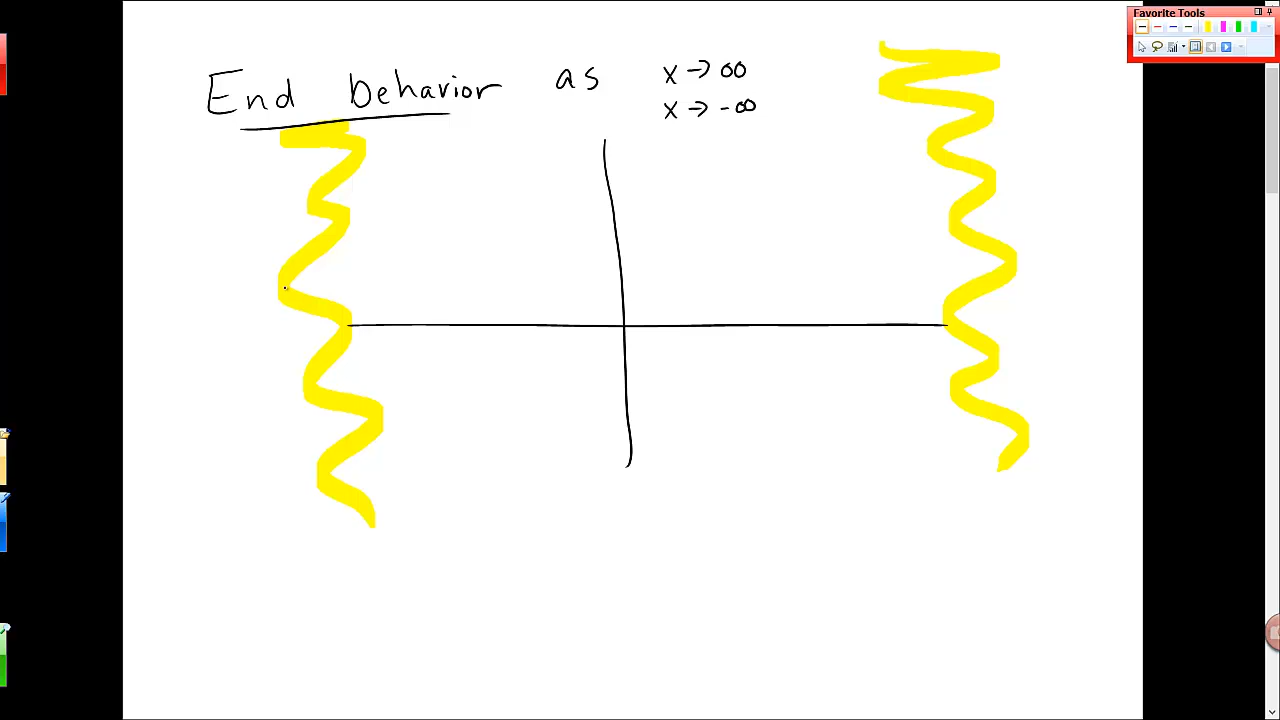 Favorite Tools
End behavior as x → ∞
x → -∞